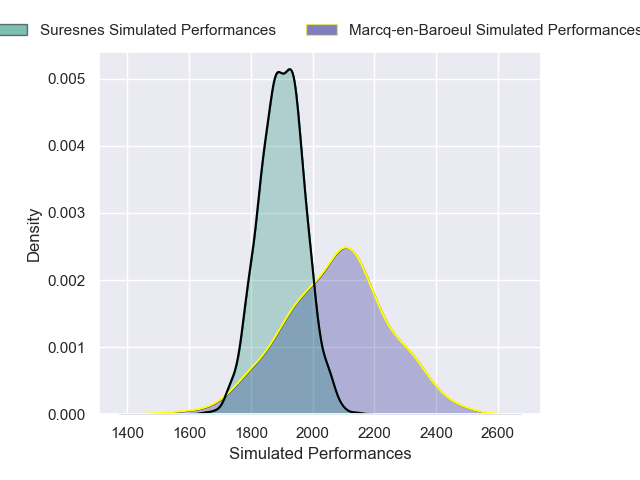 Suresnes Simulated Performances Marcq-en-Baroeul Simulated Performances
0.005
0.004
0.003
0.002
0.001
0.000
Density
1400 1600 1800 2000 2200 2400 2600
Simulated Performances